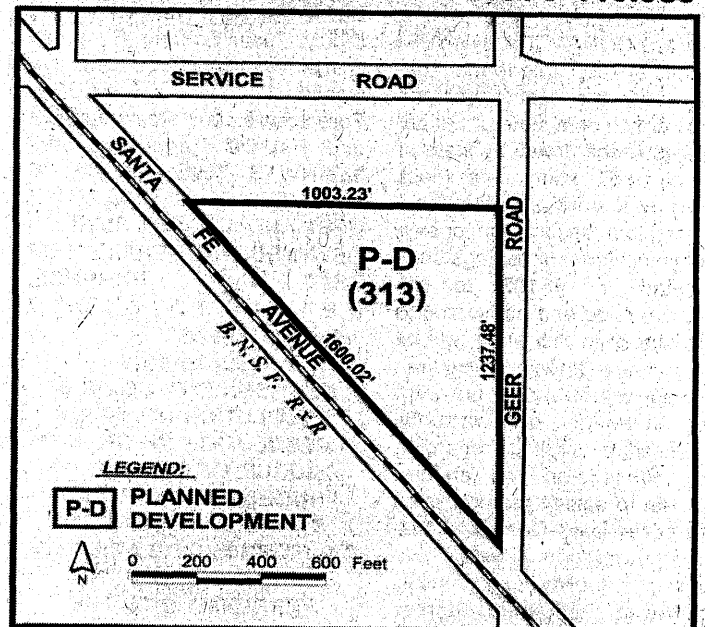 SERVICE ROAD
SANTA FE AVENUE
1003.23'
P-D
(313)
1600.02'
1237.48'
GEER ROAD
B.N.S.F. RxR
LEGEND:
P-D PLANNED
DEVELOPMENT
N
0 200 400 600 Feet